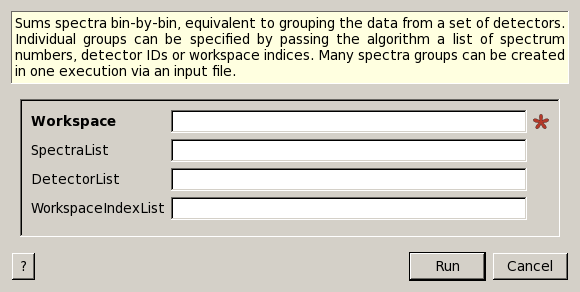 Sums spectra bin-by-bin, equivalent to grouping the data from a set of detectors.
Individual groups can be specified by passing the algorithm a list of spectrum
numbers, detector IDs or workspace indices. Many spectra groups can be created
in one execution via an input file.
Workspace
SpectraList
DetectorList
WorkspaceIndexList
? Run Cancel